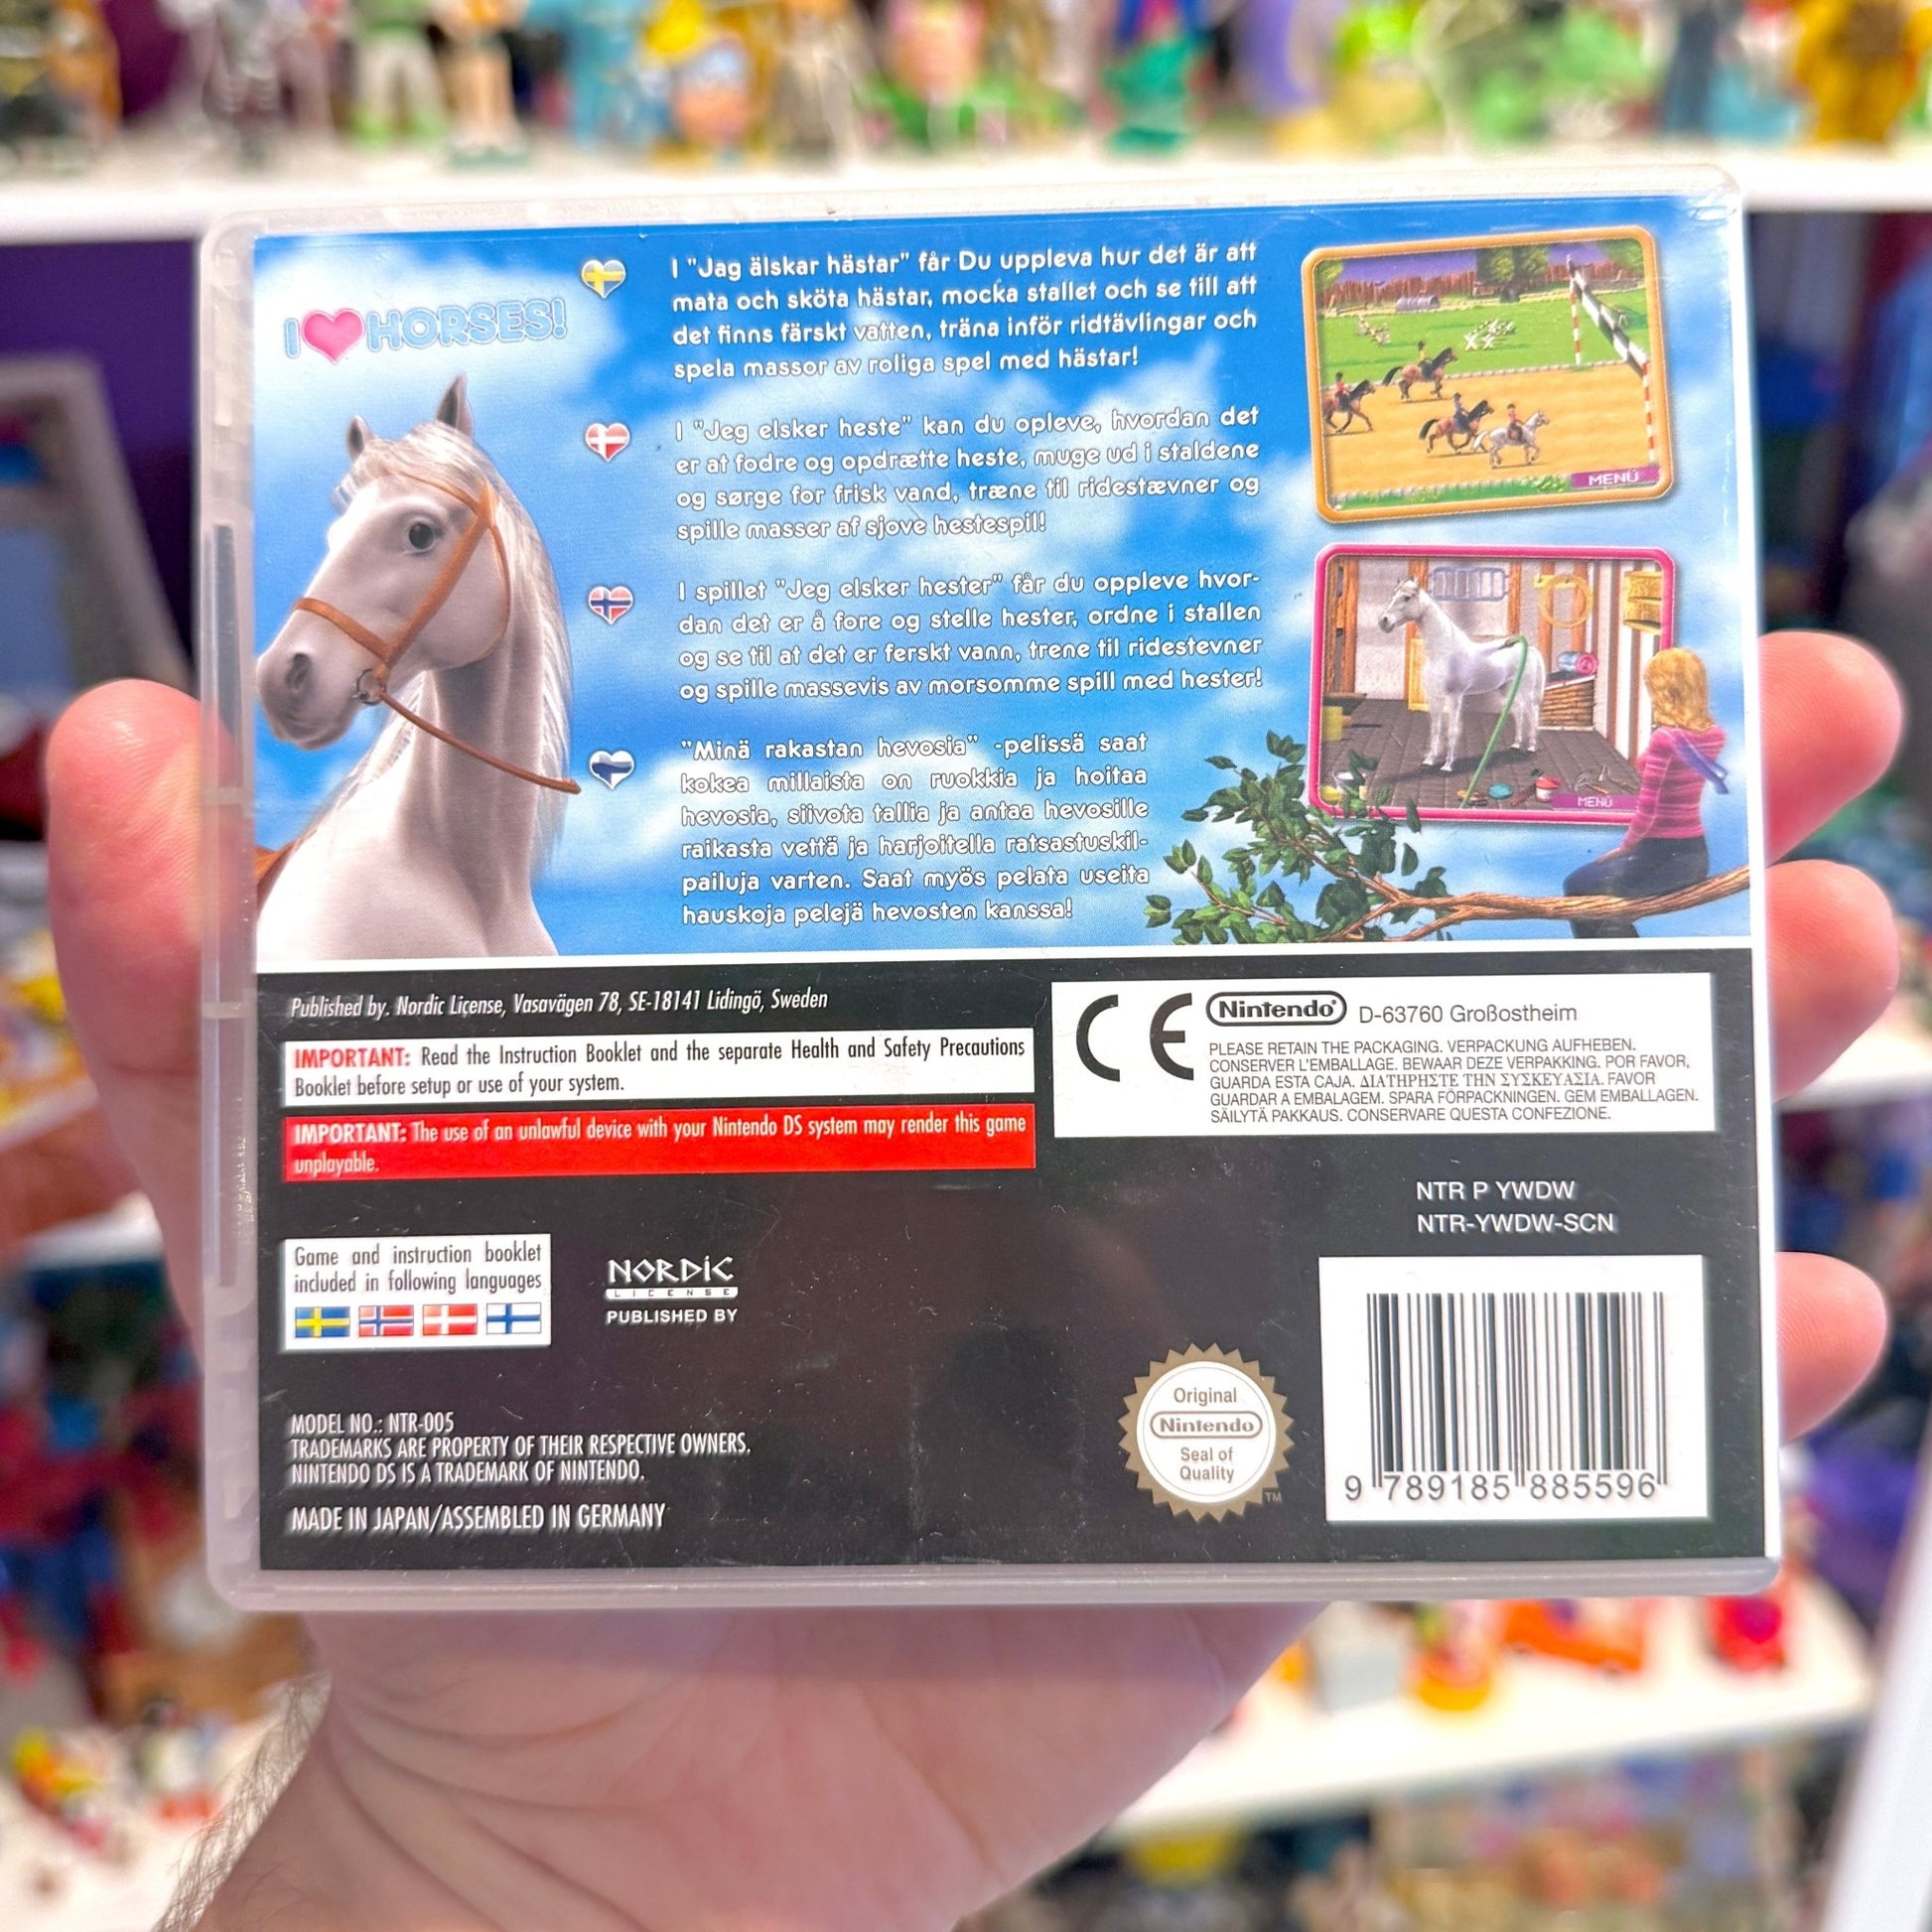 I ❤ HORSES!
I "Jag älskar hästar" får Du uppleva hur det är att
mata och sköta hästar, mocka stallet och se till att
det finns färskt vatten, träna inför ridtävlingar och
spela massor av roliga spel med hästar!
I "Jeg elsker heste" kan du opleve, hvordan det
er at fodre og opdrætte heste, muge ud i staldene
og sørge for frisk vand, træne til ridestævner og
spille masser af sjove hestespil!
I spillet "Jeg elsker hester" får du oppleve hvor-
dan det er å fore og stelle hester, ordne i stallen
og se til at det er ferskt vann, trene til ridestevner
og spille massevis av morsomme spill med hester!
"Minä rakastan hevosia" -pelissä saat
kokea millaista on ruokkia ja hoitaa
hevosia, siivota tallia ja antaa hevosille
raikasta vettä ja harjoitella ratsastuskil-
pailuja varten. Saat myös pelata useita
hauskoja pelejä hevosten kanssa!
MENÜ
MENÜ
Published by. Nordic License, Vasavägen 78, SE-18141 Lidingö, Sweden
IMPORTANT: Read the Instruction Booklet and the separate Health and Safety Precautions
Booklet before setup or use of your system.
IMPORTANT: The use of an unlawful device with your Nintendo DS system may render this game
unplayable.
CE
Nintendo® D-63760 Großostheim
PLEASE RETAIN THE PACKAGING. VERPACKUNG AUFHEBEN.
CONSERVER L'EMBALLAGE. BEWAAR DEZE VERPAKKING. POR FAVOR,
GUARDA ESTA CAJA. ΔΙΑΤΗΡΗΣΤΕ ΤΗΝ ΣΥΣΚΕΥΑΣΙΑ. FAVOR
GUARDAR A EMBALAGEM. SPARA FÖRPACKNINGEN. GEM EMBALLAGEN.
SÄILYTÄ PAKKAUS. CONSERVARE QUESTA CONFEZIONE.
NTR P YWDW
NTR-YWDW-SCN
Game and instruction booklet
included in following languages
NORDIC
LICENSE
PUBLISHED BY
MODEL NO.: NTR-005
TRADEMARKS ARE PROPERTY OF THEIR RESPECTIVE OWNERS.
NINTENDO DS IS A TRADEMARK OF NINTENDO.
MADE IN JAPAN/ASSEMBLED IN GERMANY
Original
Nintendo
Seal of
Quality
TM
9 789185 885596